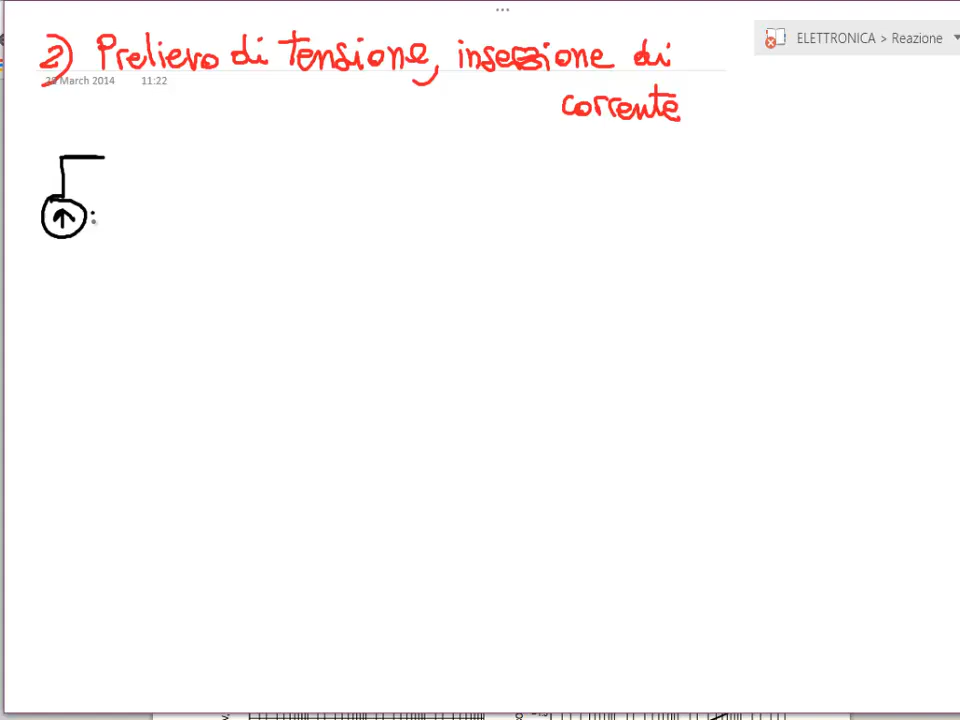 2) Prelievo di tensione, inserzione di
corrente
28 March 2014 11:22
ELETTRONICA > Reazione